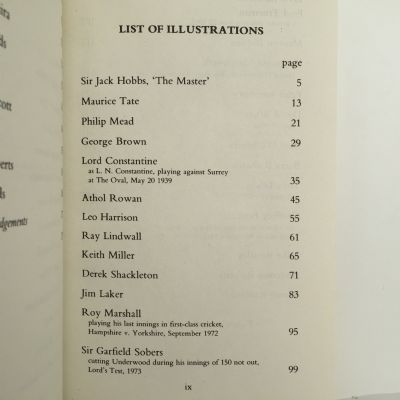 LIST OF ILLUSTRATIONS
page
Sir Jack Hobbs, 'The Master' 5
Maurice Tate 13
Philip Mead 21
George Brown 29
Lord Constantine
as L. N. Constantine, playing against Surrey
at The Oval, May 20 1939 35
Athol Rowan 45
Leo Harrison 55
Ray Lindwall 61
Keith Miller 65
Derek Shackleton 71
Jim Laker 83
Roy Marshall
playing his last innings in first-class cricket,
Hampshire v. Yorkshire, September 1972 95
Sir Garfield Sobers
cutting Underwood during his innings of 150 not out,
Lord's Test, 1973 99
ix